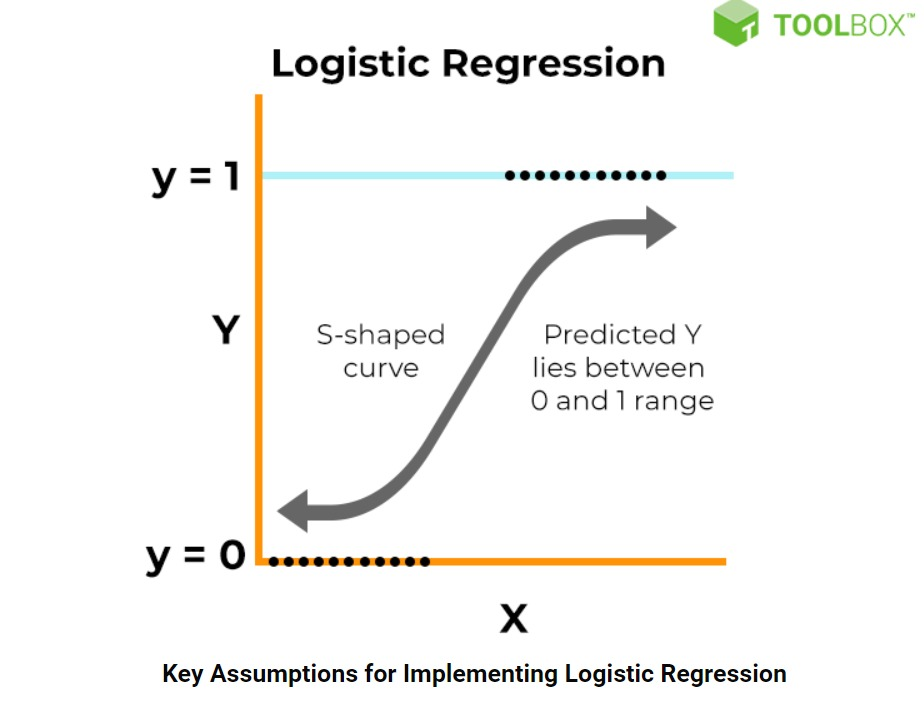 TOOLBOX™
Logistic Regression
y = 1
Y
S-shaped
curve
Predicted Y
lies between
0 and 1 range
y = 0
X
Key Assumptions for Implementing Logistic Regression